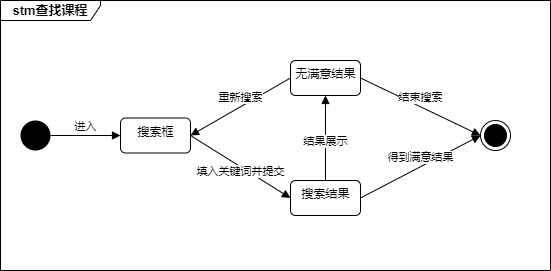 stm查找课程
无满意结果
重新搜索
结束搜索
进入
搜索框
结果展示
得到满意结果
填入关键词并提交
搜索结果